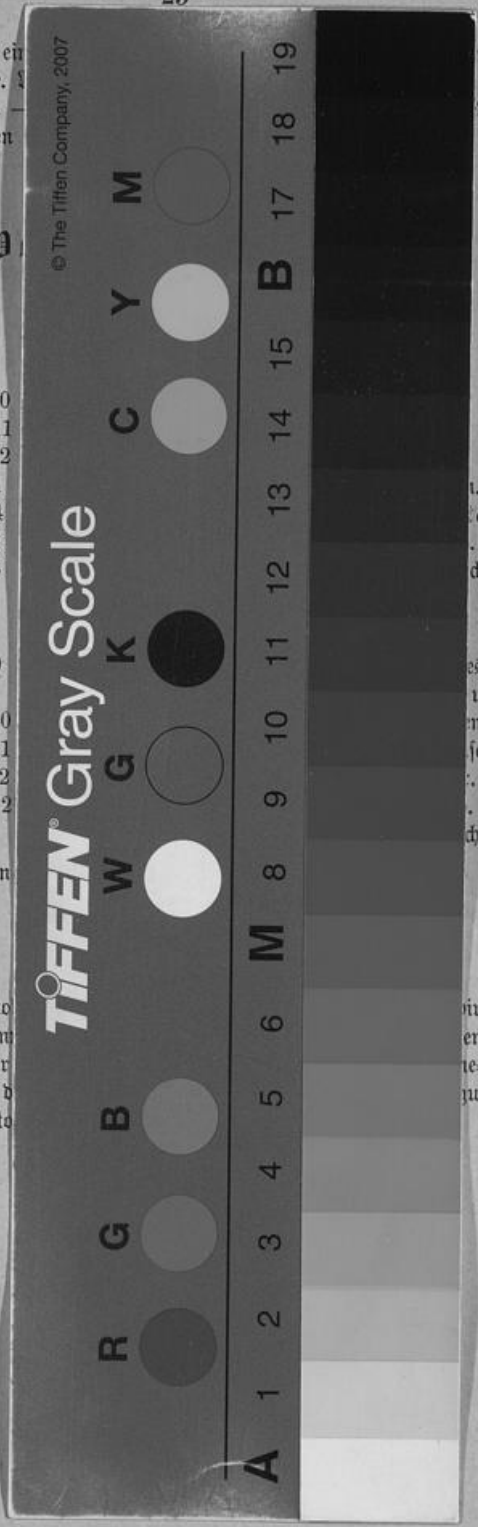 © The Tiffen Company, 2007
TIFFEN® Gray Scale
R G B W G K C Y M
A 1 2 3 4 5 6 M 8 9 10 11 12 13 14 15 B 17 18 19